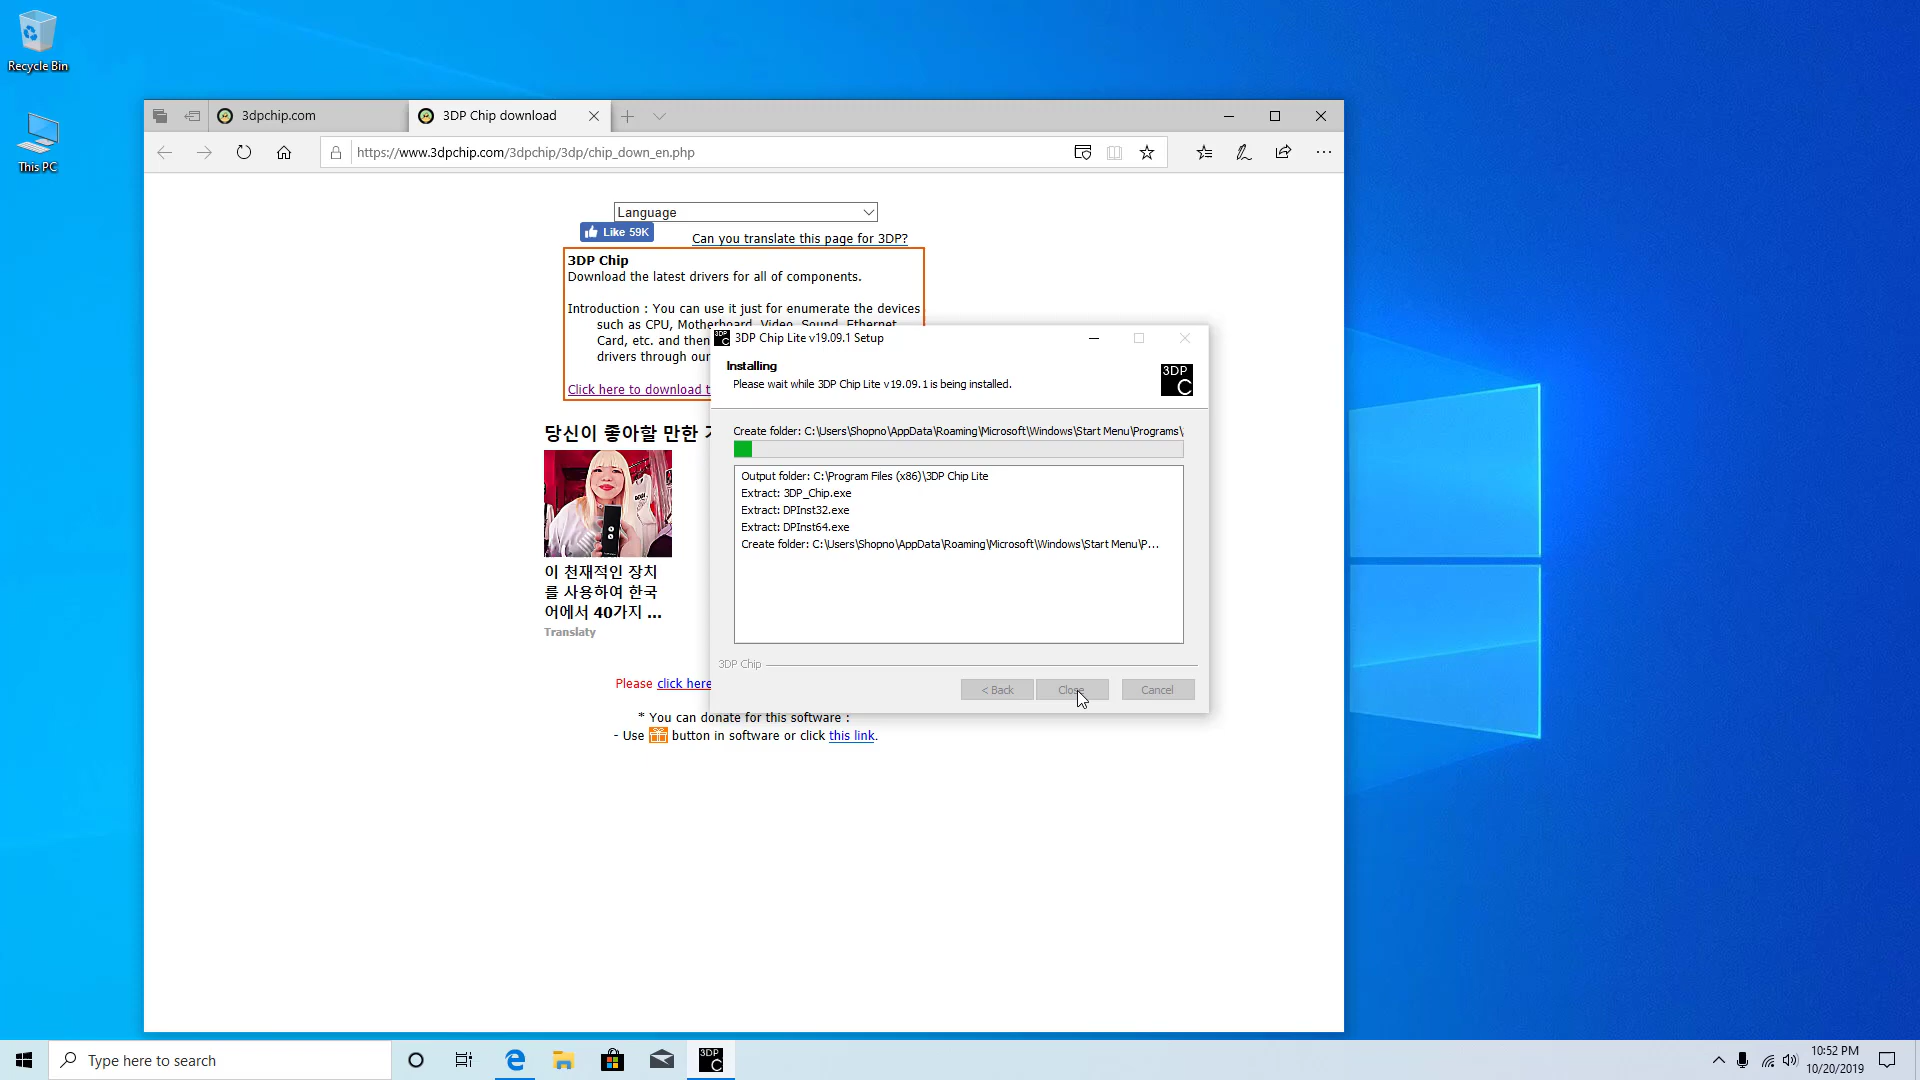 Recycle Bin
This PC
3dpchip.com
3DP Chip download
https://www.3dpchip.com/3dpchip/3dp/chip_down_en.php
Language
Like 59K
Can you translate this page for 3DP?
3DP Chip
Download the latest drivers for all of components.
Introduction : You can use it just for enumerate the devices
such as CPU, Motherboard, Video, Sound, Ethernet
Card, etc. and then
drivers through our
Click here to download t
당신이 좋아할 만한
이 천재적인 장치
를 사용하여 한국
어에서 40가지 ...
Translaty
Please click here
* You can donate for this software :
- Use button in software or click this link.
3DP C
3DP Chip Lite v19.09.1 Setup
Installing
Please wait while 3DP Chip Lite v19.09.1 is being installed.
3DP
C
Create folder: C:\Users\Shopno\AppData\Roaming\Microsoft\Windows\Start Menu\Programs\
Output folder: C:\Program Files (x86)\3DP Chip Lite
Extract: 3DP_Chip.exe
Extract: DPInst32.exe
Extract: DPInst64.exe
Create folder: C:\Users\Shopno\AppData\Roaming\Microsoft\Windows\Start Menu\P...
3DP Chip
< Back
Close
Cancel
Type here to search
3DP
C
10:52 PM
10/20/2019